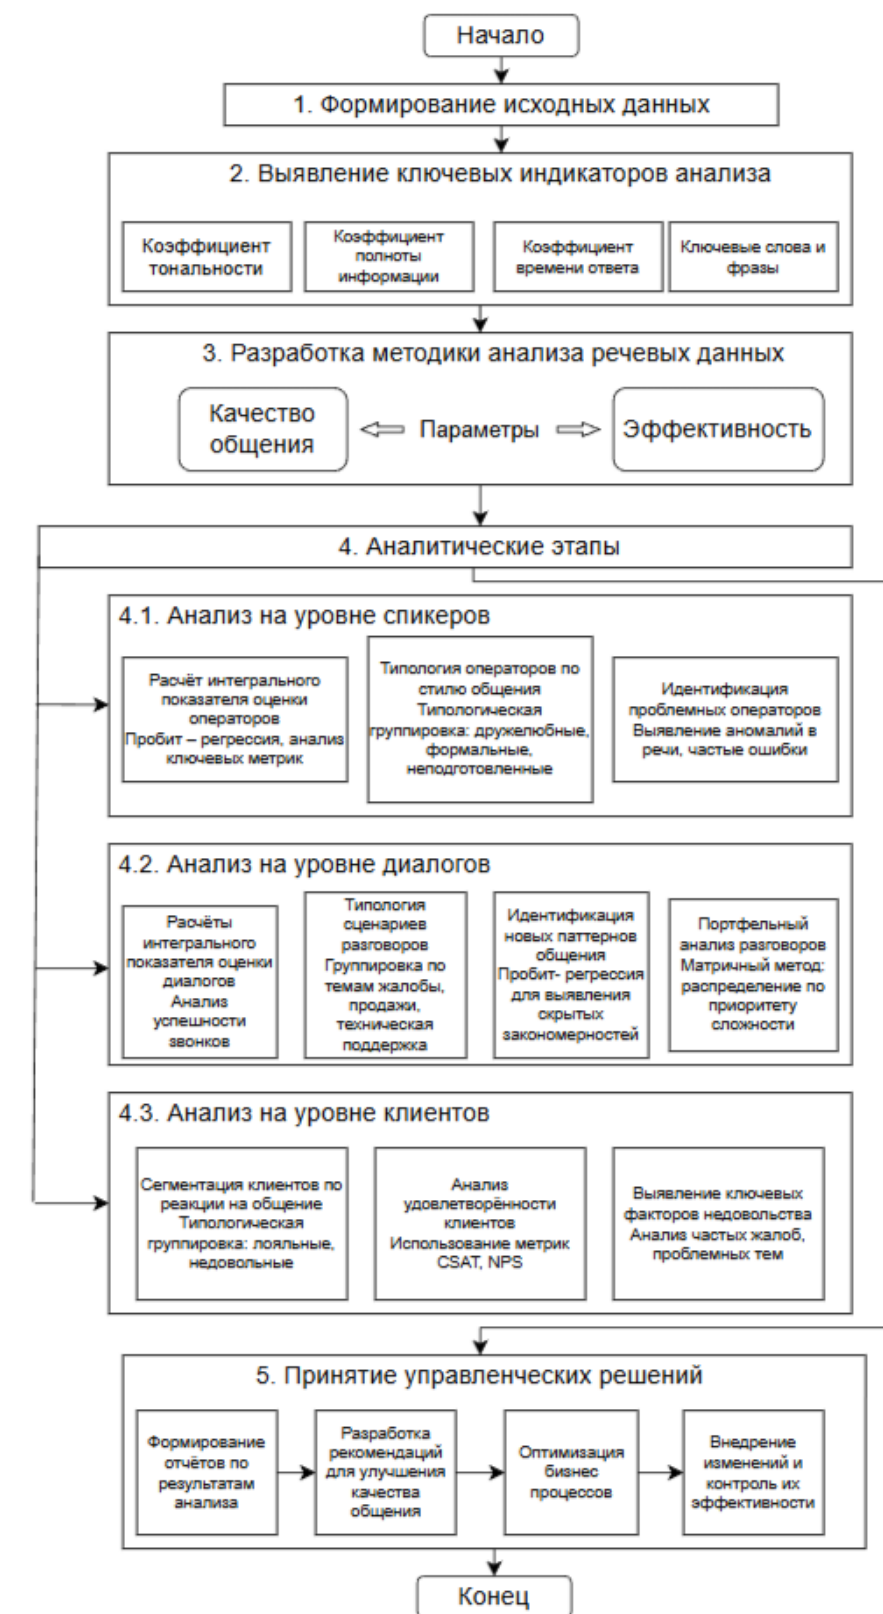 Начало
1. Формирование исходных данных
2. Выявление ключевых индикаторов анализа
Коэффициент
тональности
Коэффициент
полноты
информации
Коэффициент
времени ответа
Ключевые слова и
фразы
3. Разработка методики анализа речевых данных
Качество
общения
Параметры
Эффективность
4. Аналитические этапы
4.1. Анализ на уровне спикеров
Расчёт интегрального
показателя оценки
операторов
Пробит – регрессия, анализ
ключевых метрик
Типология операторов по
стилю общения
Типологическая
группировка: дружелюбные,
формальные,
неподготовленные
Идентификация
проблемных операторов
Выявление аномалий в
речи, частые ошибки
4.2. Анализ на уровне диалогов
Расчёты
интегрального
показателя оценки
диалогов
Анализ
успешности
звонков
Типология
сценариев
разговоров
Группировка по
темам жалобы,
продажи,
техническая
поддержка
Идентификация
новых паттернов
общения
Пробит- регрессия
для выявления
скрытых
закономерностей
Портфельный
анализ разговоров
Матричный метод:
распределение по
приоритету
сложности
4.3. Анализ на уровне клиентов
Сегментация клиентов по
реакции на общение
Типологическая
группировка: лояльные,
недовольные
Анализ
удовлетворённости
клиентов
Использование метрик
CSAT, NPS
Выявление ключевых
факторов недовольства
Анализ частых жалоб,
проблемных тем
5. Принятие управленческих решений
Формирование
отчётов по
результатам
анализа
Разработка
рекомендаций
для улучшения
качества
общения
Оптимизация
бизнес
процессов
Внедрение
изменений и
контроль их
эффективности
Конец